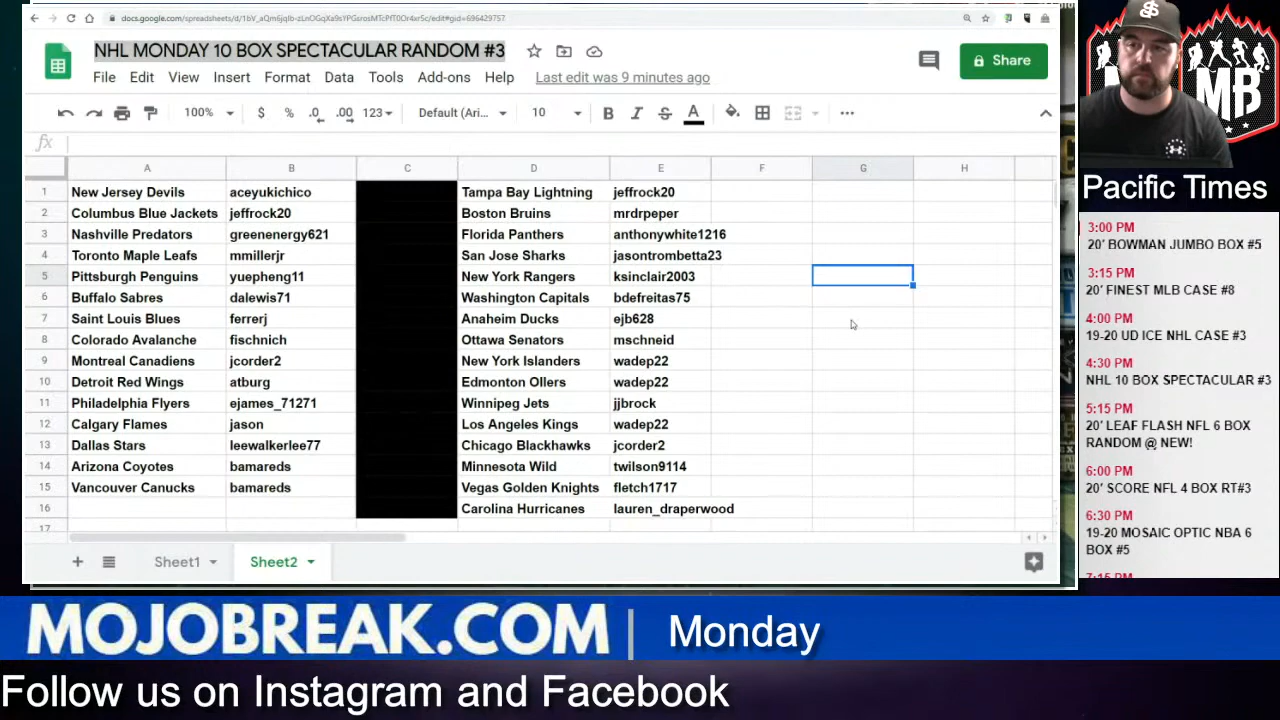 docs.google.com/spreadsheets/d/
NHL MONDAY 10 BOX SPECTACULAR RANDOM #3
File Edit View Insert Format Data Tools Add-ons Help Last edit was 9 minutes ago
Share
100% $ % .0 .00 123 Default (Ari... 10 B I S A
fx
A B C D E F G H
1 New Jersey Devils aceyukichico Tampa Bay Lightning jeffrock20
2 Columbus Blue Jackets jeffrock20 Boston Bruins mrdrpeper
3 Nashville Predators greenenergy621 Florida Panthers anthonywhite1216
4 Toronto Maple Leafs mmillerjr San Jose Sharks jasontrombetta23
5 Pittsburgh Penguins yuepheng11 New York Rangers ksinclair2003
6 Buffalo Sabres dalewis71 Washington Capitals bdefreitas75
7 Saint Louis Blues ferrerj Anaheim Ducks ejb628
8 Colorado Avalanche fischnich Ottawa Senators mschneid
9 Montreal Canadiens jcorder2 New York Islanders wadep22
10 Detroit Red Wings atburg Edmonton Ollers wadep22
11 Philadelphia Flyers ejames_71271 Winnipeg Jets jjbrock
12 Calgary Flames jason Los Angeles Kings wadep22
13 Dallas Stars leewalkerlee77 Chicago Blackhawks jcorder2
14 Arizona Coyotes bamareds Minnesota Wild twilson9114
15 Vancouver Canucks bamareds Vegas Golden Knights fletch1717
16 Carolina Hurricanes lauren_draperwood
17
Sheet1 Sheet2
MB
Pacific Times
3:00 PM
20' BOWMAN JUMBO BOX #5
3:15 PM
20' FINEST MLB CASE #8
4:00 PM
19-20 UD ICE NHL CASE #3
4:30 PM
NHL 10 BOX SPECTACULAR #3
5:15 PM
20' LEAF FLASH NFL 6 BOX
RANDOM @ NEW!
6:00 PM
20' SCORE NFL 4 BOX RT#3
6:30 PM
19-20 MOSAIC OPTIC NBA 6
BOX #5
7:15 PM
MOJOBREAK.COM | Monday
Follow us on Instagram and Facebook